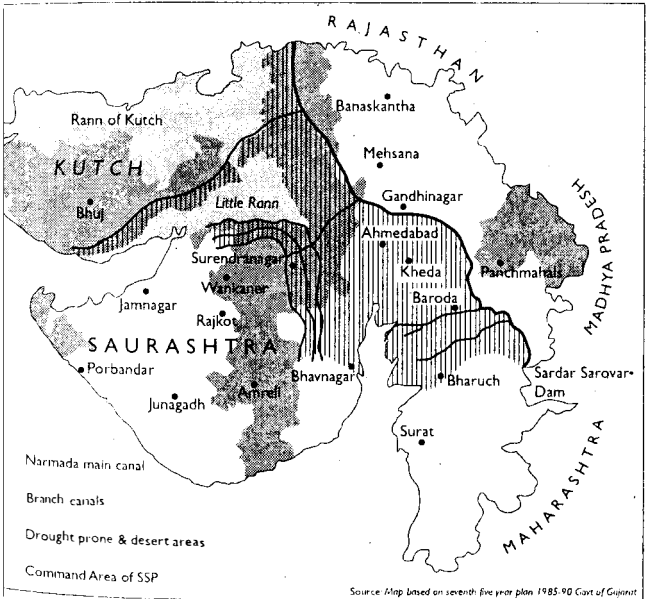 RAJASTHAN
Banaskantha
Rann of Kutch
Mehsana
KUTCH
Gandhinagar
Little Rann
Bhuj
Ahmedabad
MADHYA PRADESH
Surendranagar
Kheda
Panchmahals
Wankaner
Jamnagar
Baroda
Rajkot
SAURASHTRA
Porbandar
Bhavnagar
Bharuch
Sardar Sarovar
Dam
Amreli
Junagadh
Surat
MAHARASHTRA
Narmada main canal
Branch canals
Drought prone & desert areas
Command Area of SSP
Source: Map based on seventh five year plan 1985-90 Govt of Gujarat